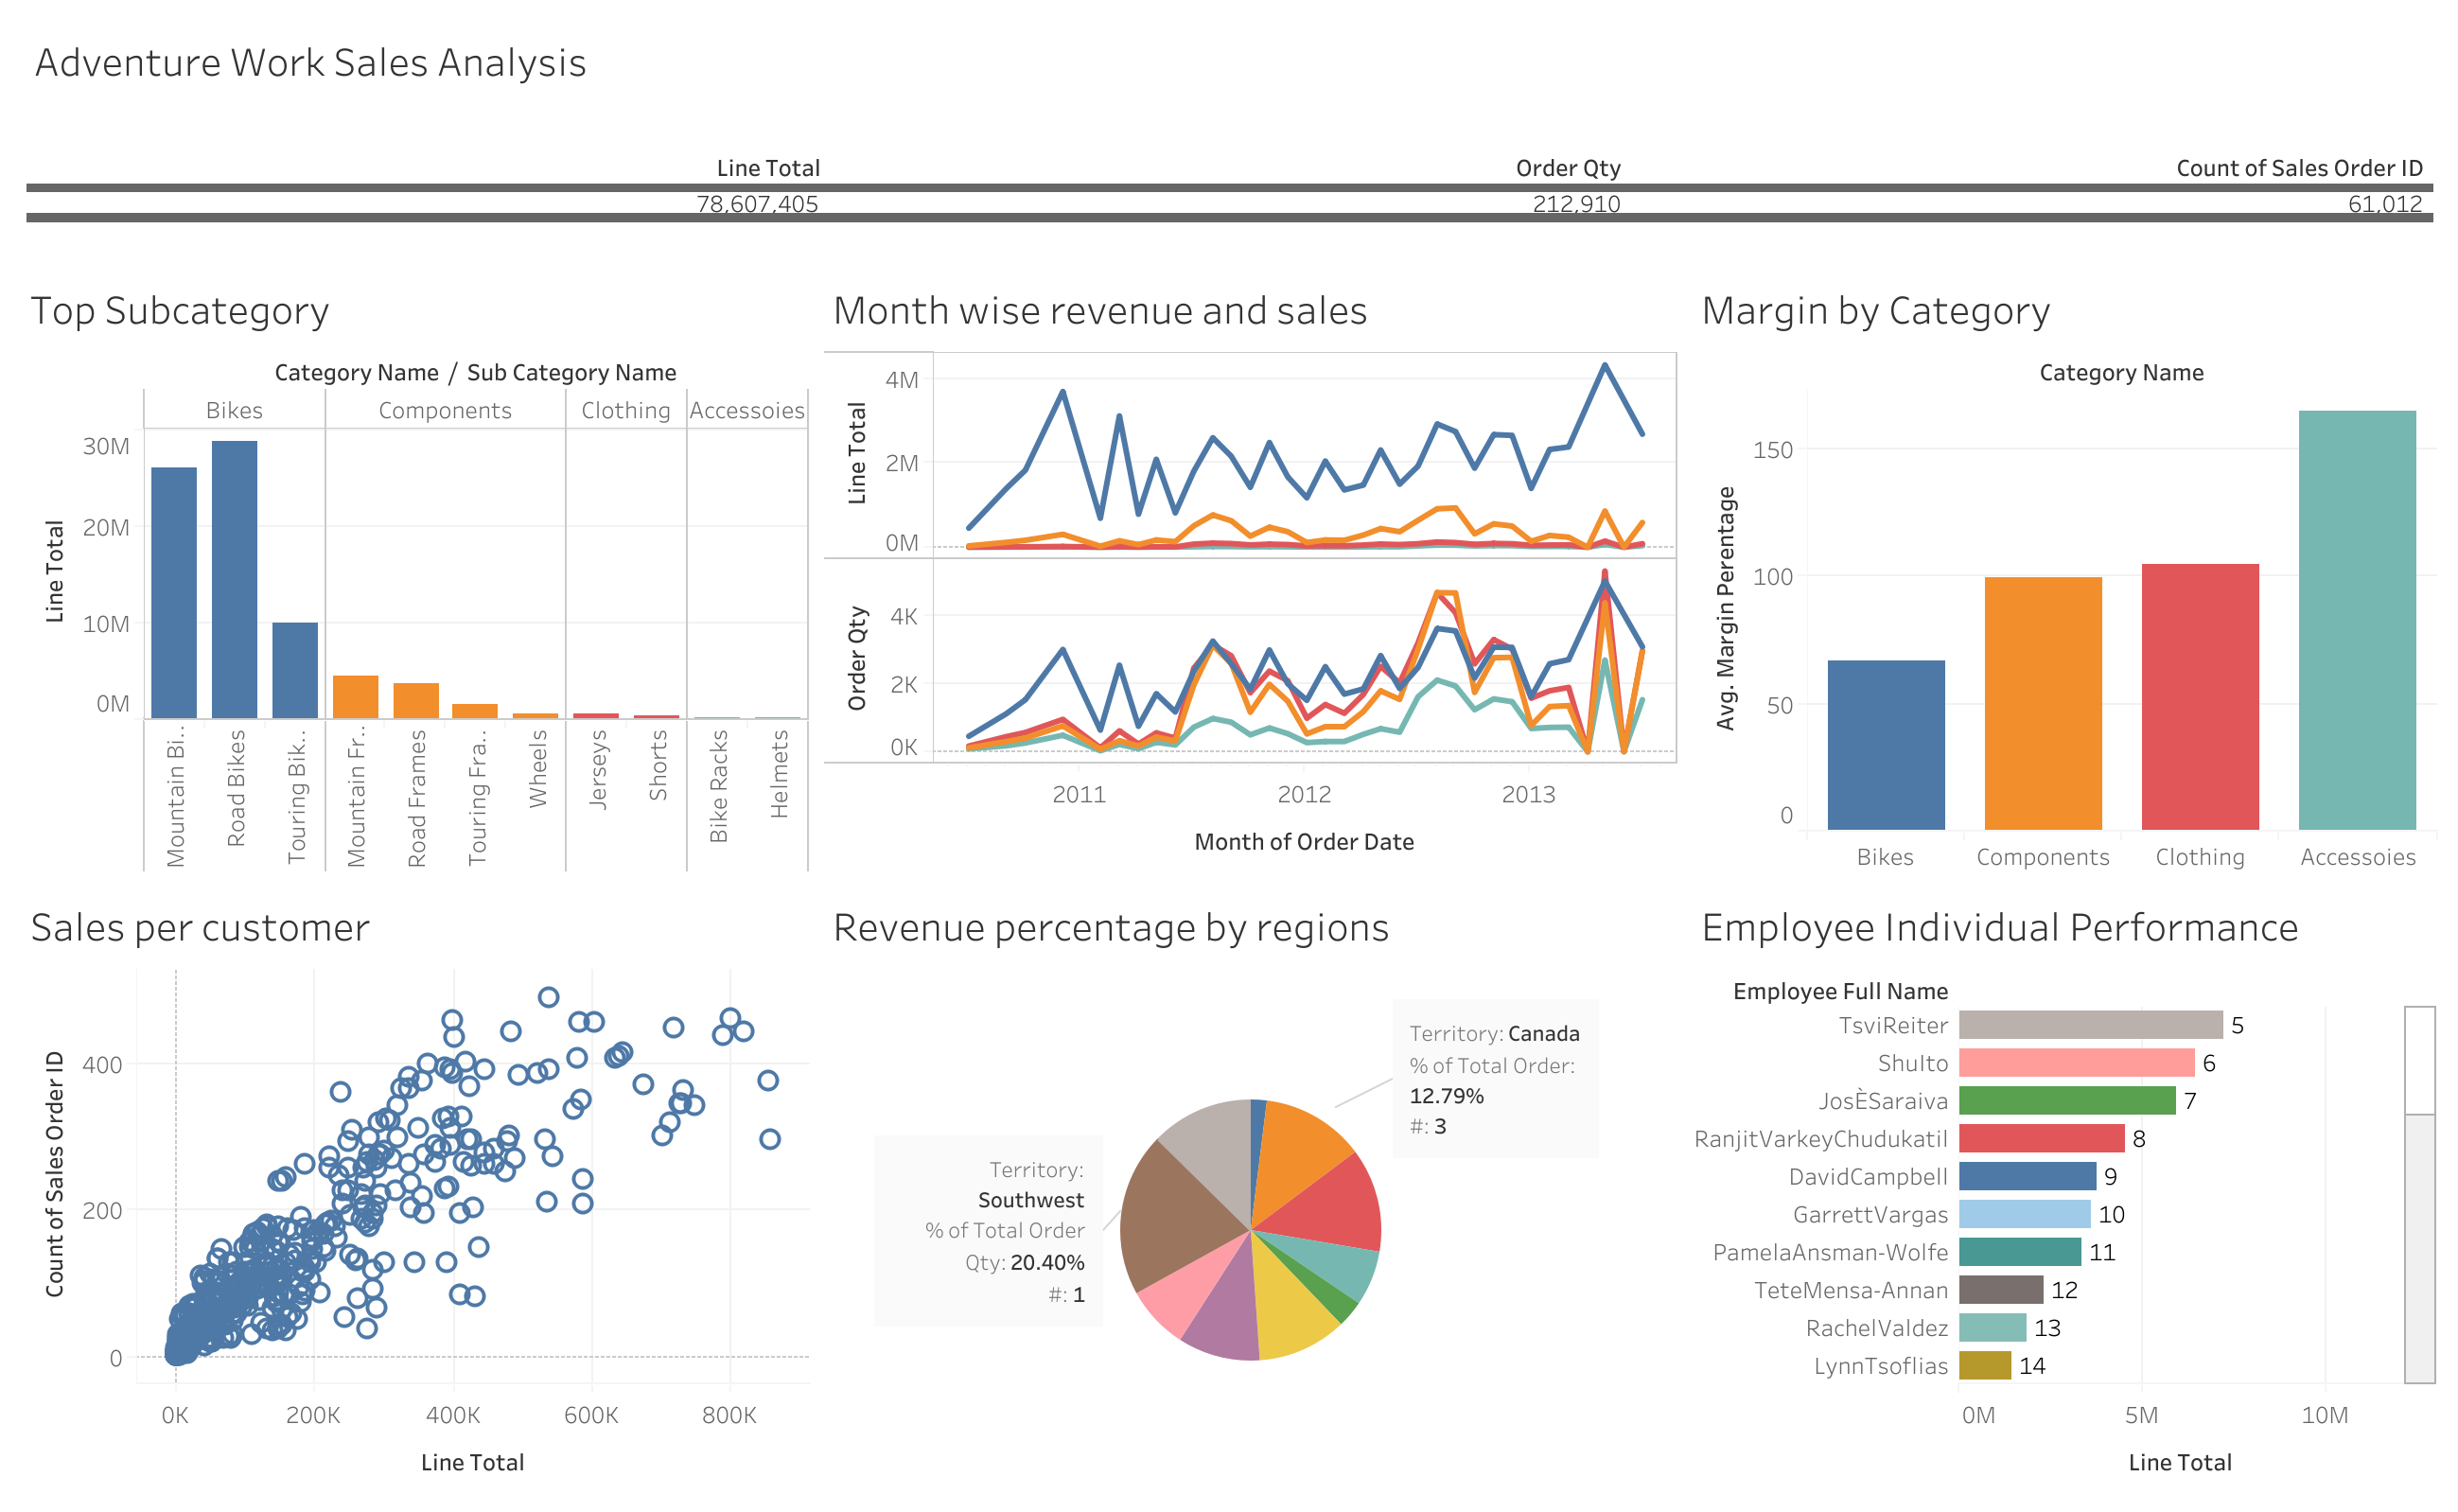 Adventure Work Sales Analysis
Line Total Order Qty Count of Sales Order ID
78,607,405 212,910 61,012
Top Subcategory
Category Name / Sub Category Name
Bikes Components Clothing Accessoies
Line Total
30M
20M
10M
0M
Mountain Bi..
Road Bikes
Touring Bik..
Mountain Fr..
Road Frames
Touring Fra..
Wheels
Jerseys
Shorts
Bike Racks
Helmets
Month wise revenue and sales
Line Total
4M
2M
0M
Order Qty
4K
2K
0K
2011 2012 2013
Month of Order Date
Margin by Category
Category Name
Avg. Margin Perentage
150
100
50
0
Bikes Components Clothing Accessoies
Sales per customer
Count of Sales Order ID
400
200
0
0K 200K 400K 600K 800K
Line Total
Revenue percentage by regions
Territory: Canada
% of Total Order:
12.79%
#: 3
Territory:
Southwest
% of Total Order
Qty: 20.40%
#: 1
Employee Individual Performance
Employee Full Name
TsviReiter 5
ShuIto 6
JosÈSaraiva 7
RanjitVarkeyChudukatil 8
DavidCampbell 9
GarrettVargas 10
PamelaAnsman-Wolfe 11
TeteMensa-Annan 12
RachelValdez 13
LynnTsoflias 14
0M 5M 10M
Line Total